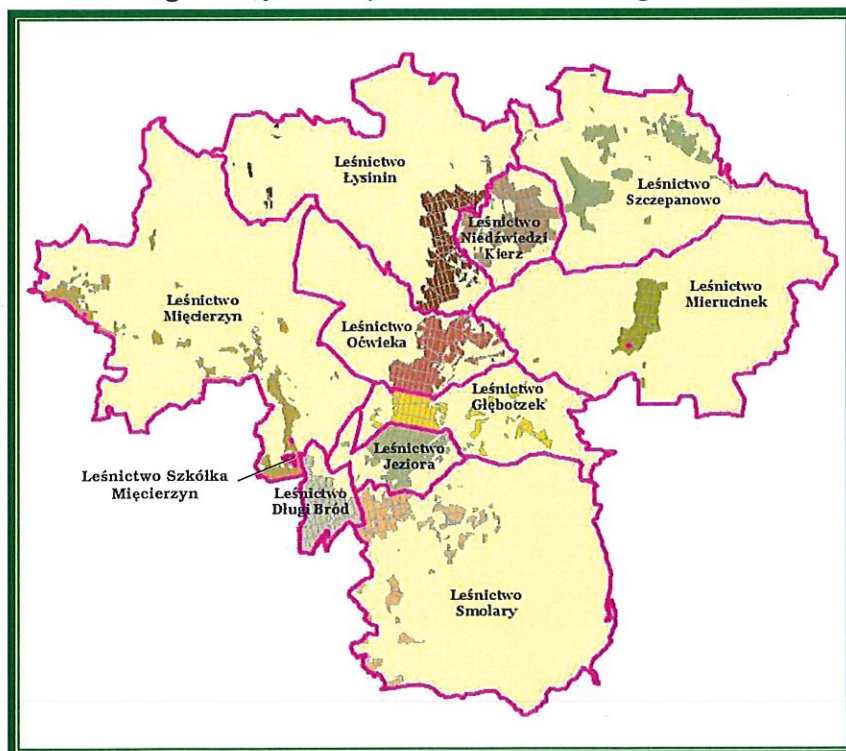 Leśnictwo
Łysinin
Leśnictwo
Szczepanowo
Leśnictwo
Niedźwiedzi
Kierz
Leśnictwo
Mierucinek
Leśnictwo
Mięcierzyn
Leśnictwo
Oćwieka
Leśnictwo
Głęboczek
Leśnictwo
Jeziora
Leśnictwo Szkółka
Mięcierzyn
Leśnictwo
Długi Bród
Leśnictwo
Smolary